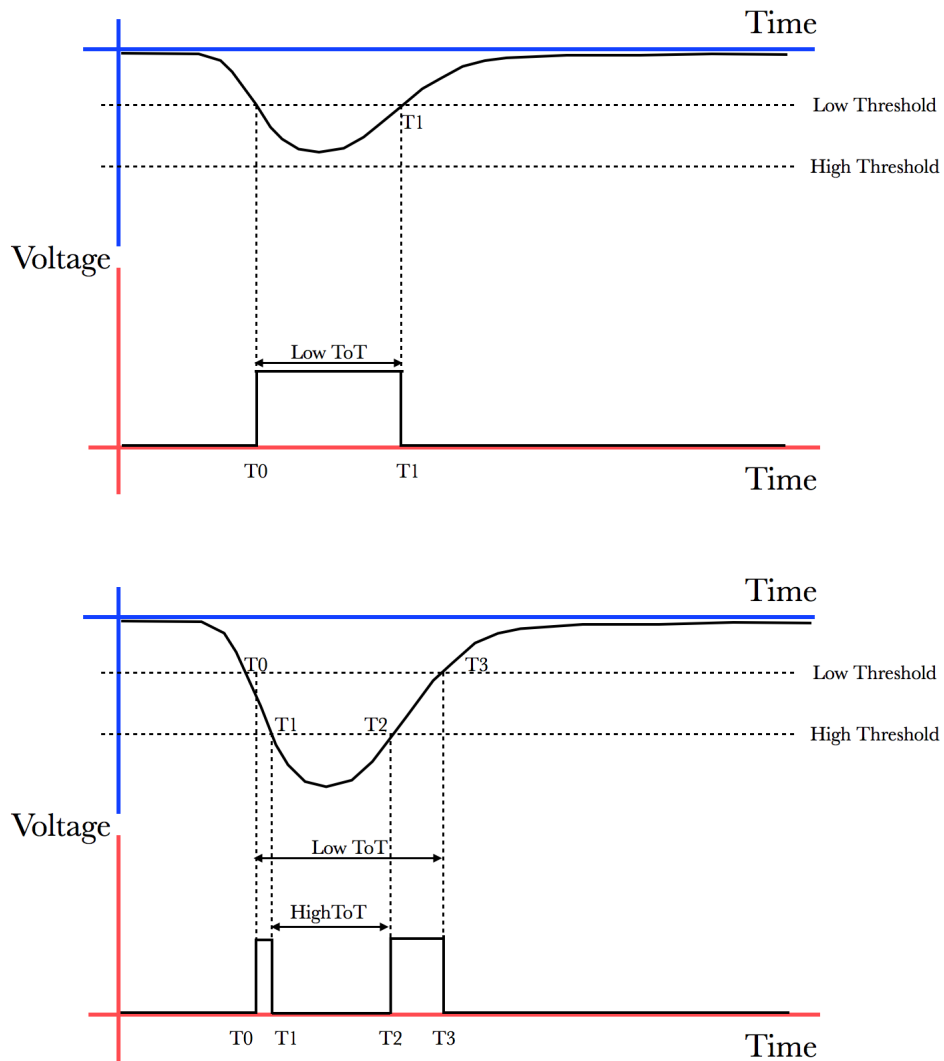 Time
Low Threshold
T1
High Threshold
Voltage
Low ToT
T0
T1
Time
Time
T0
T3
Low Threshold
T1
T2
High Threshold
Voltage
Low ToT
HighToT
T0
T1
T2
T3
Time